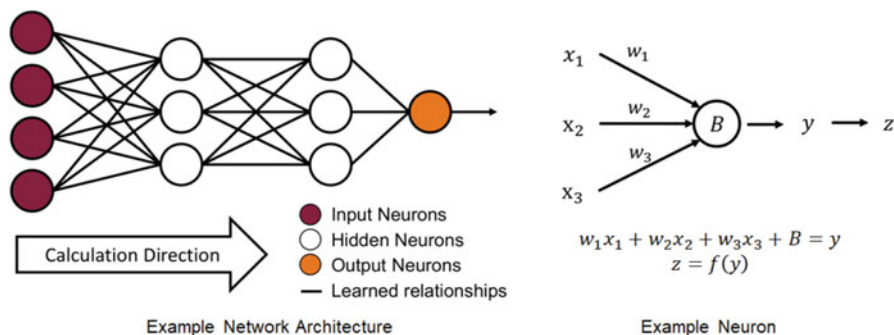 Calculation Direction
Input Neurons
Hidden Neurons
Output Neurons
Learned relationships
Example Network Architecture
x₁
w₁
x₂
w₂
B
y
z
w₃
x₃
w₁x₁ + w₂x₂ + w₃x₃ + B = y
z = f(y)
Example Neuron